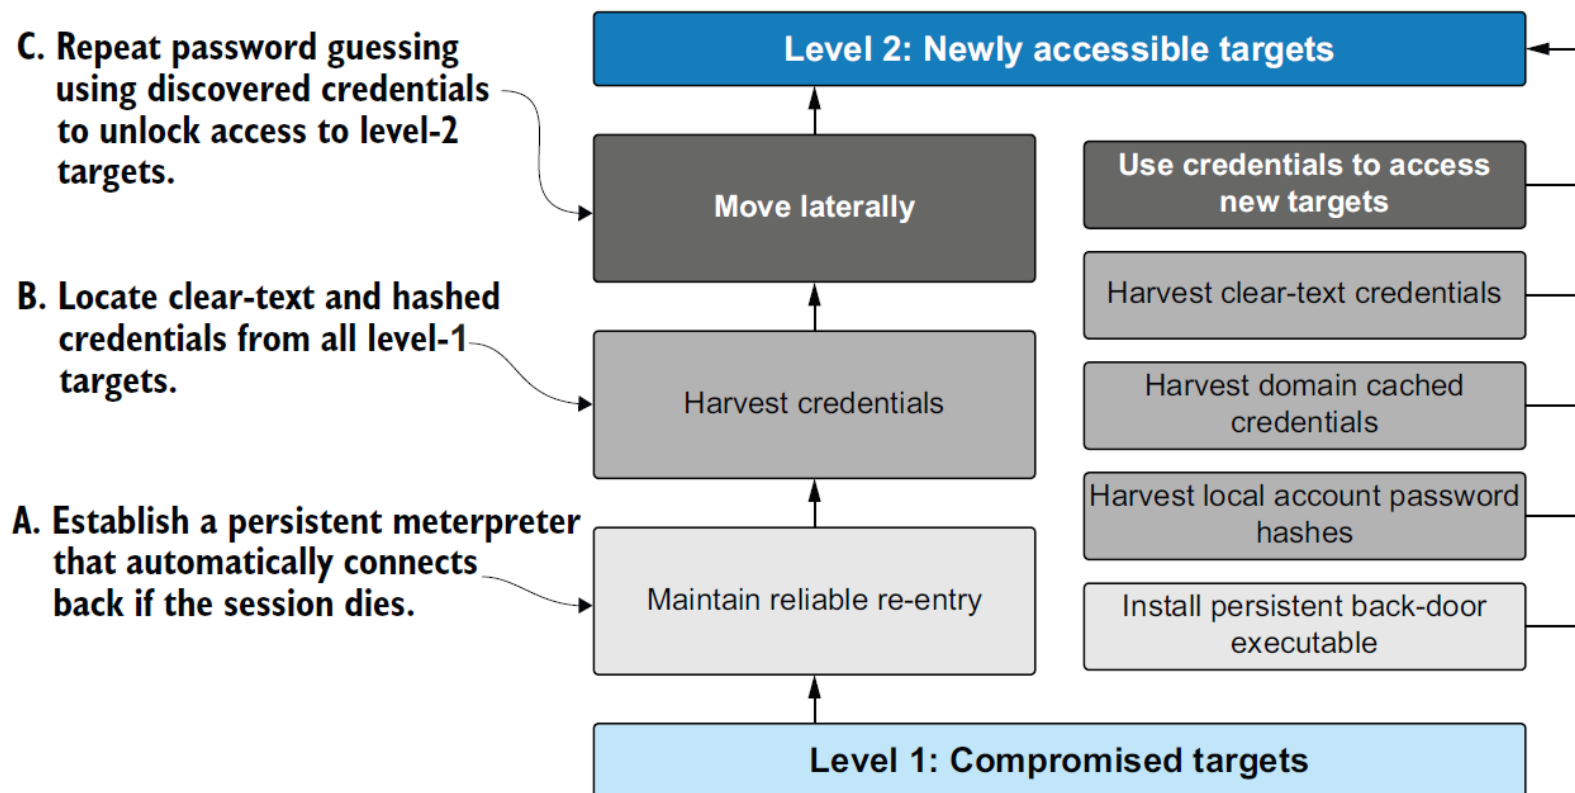 C. Repeat password guessing
using discovered credentials
to unlock access to level-2
targets.
B. Locate clear-text and hashed
credentials from all level-1
targets.
A. Establish a persistent meterpreter
that automatically connects
back if the session dies.
Level 2: Newly accessible targets
Move laterally
Harvest credentials
Maintain reliable re-entry
Use credentials to access
new targets
Harvest clear-text credentials
Harvest domain cached
credentials
Harvest local account password
hashes
Install persistent back-door
executable
Level 1: Compromised targets